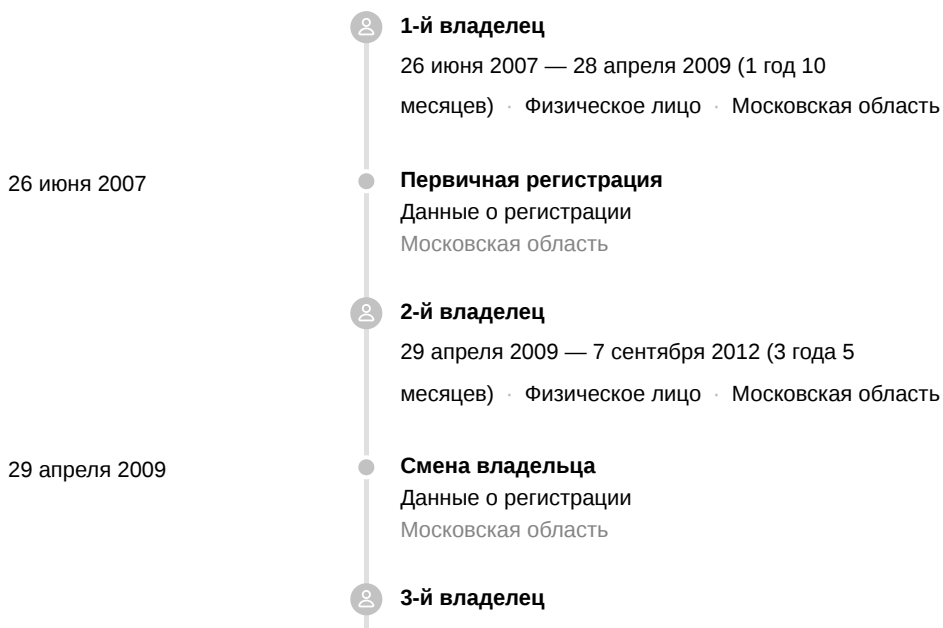 1-й владелец
26 июня 2007 — 28 апреля 2009 (1 год 10
месяцев) · Физическое лицо · Московская область
26 июня 2007
Первичная регистрация
Данные о регистрации
Московская область
2-й владелец
29 апреля 2009 — 7 сентября 2012 (3 года 5
месяцев) · Физическое лицо · Московская область
29 апреля 2009
Смена владельца
Данные о регистрации
Московская область
3-й владелец